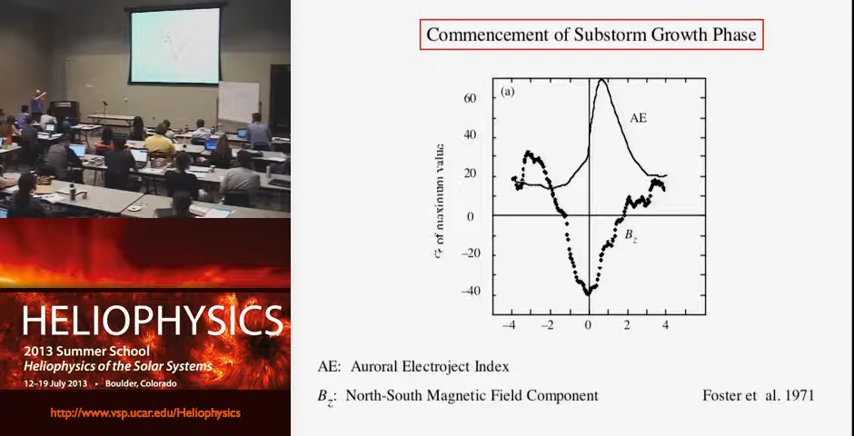 Commencement of Substorm Growth Phase
(a)
60
40
20
0
-20
-40
% of maximum value
AE
Bz
-4 -2 0 2 4
AE: Auroral Electroject Index
Bz: North-South Magnetic Field Component
Foster et al. 1971
HELIOPHYSICS
2013 Summer School
Heliophysics of the Solar Systems
12–19 July 2013 • Boulder, Colorado
http://www.vsp.ucar.edu/Heliophysics